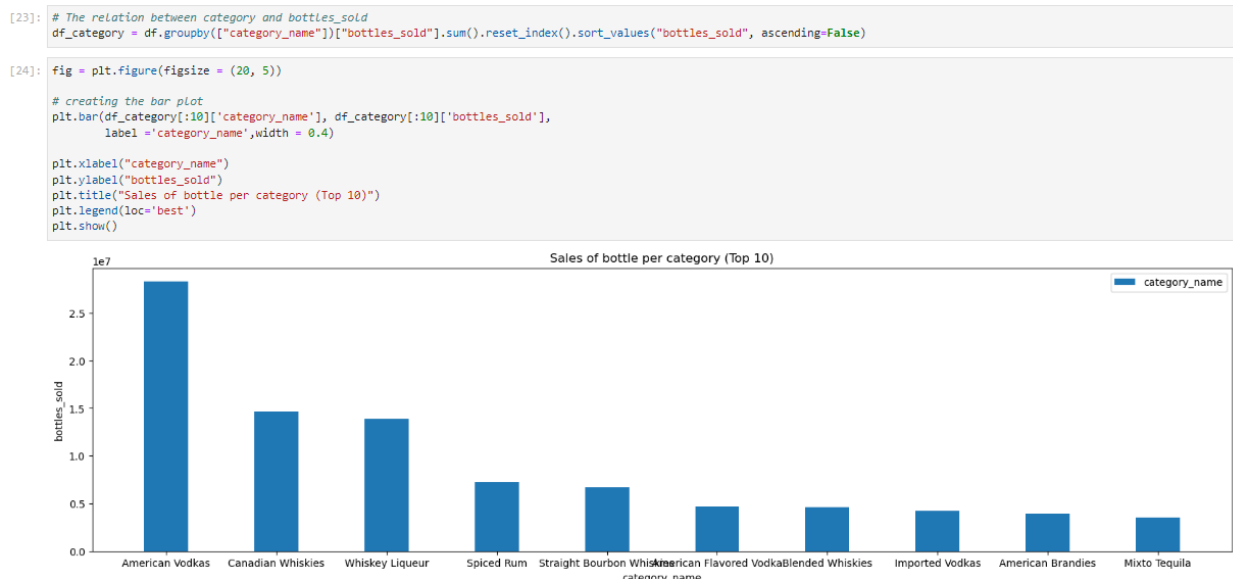 [23]: # The relation between category and bottles_sold
df_category = df.groupby(["category_name"])["bottles_sold"].sum().reset_index().sort_values("bottles_sold", ascending=False)
[24]: fig = plt.figure(figsize = (20, 5))
# creating the bar plot
plt.bar(df_category[:10]['category_name'], df_category[:10]['bottles_sold'],
label ='category_name',width = 0.4)
plt.xlabel("category_name")
plt.ylabel("bottles_sold")
plt.title("Sales of bottle per category (Top 10)")
plt.legend(loc='best')
plt.show()
Sales of bottle per category (Top 10)
1e7
category_name
2.5
2.0
1.5
1.0
0.5
0.0
bottles_sold
American Vodkas Canadian Whiskies Whiskey Liqueur Spiced Rum Straight Bourbon Whiskies American Flavored Vodka Blended Whiskies Imported Vodkas American Brandies Mixto Tequila
category_name